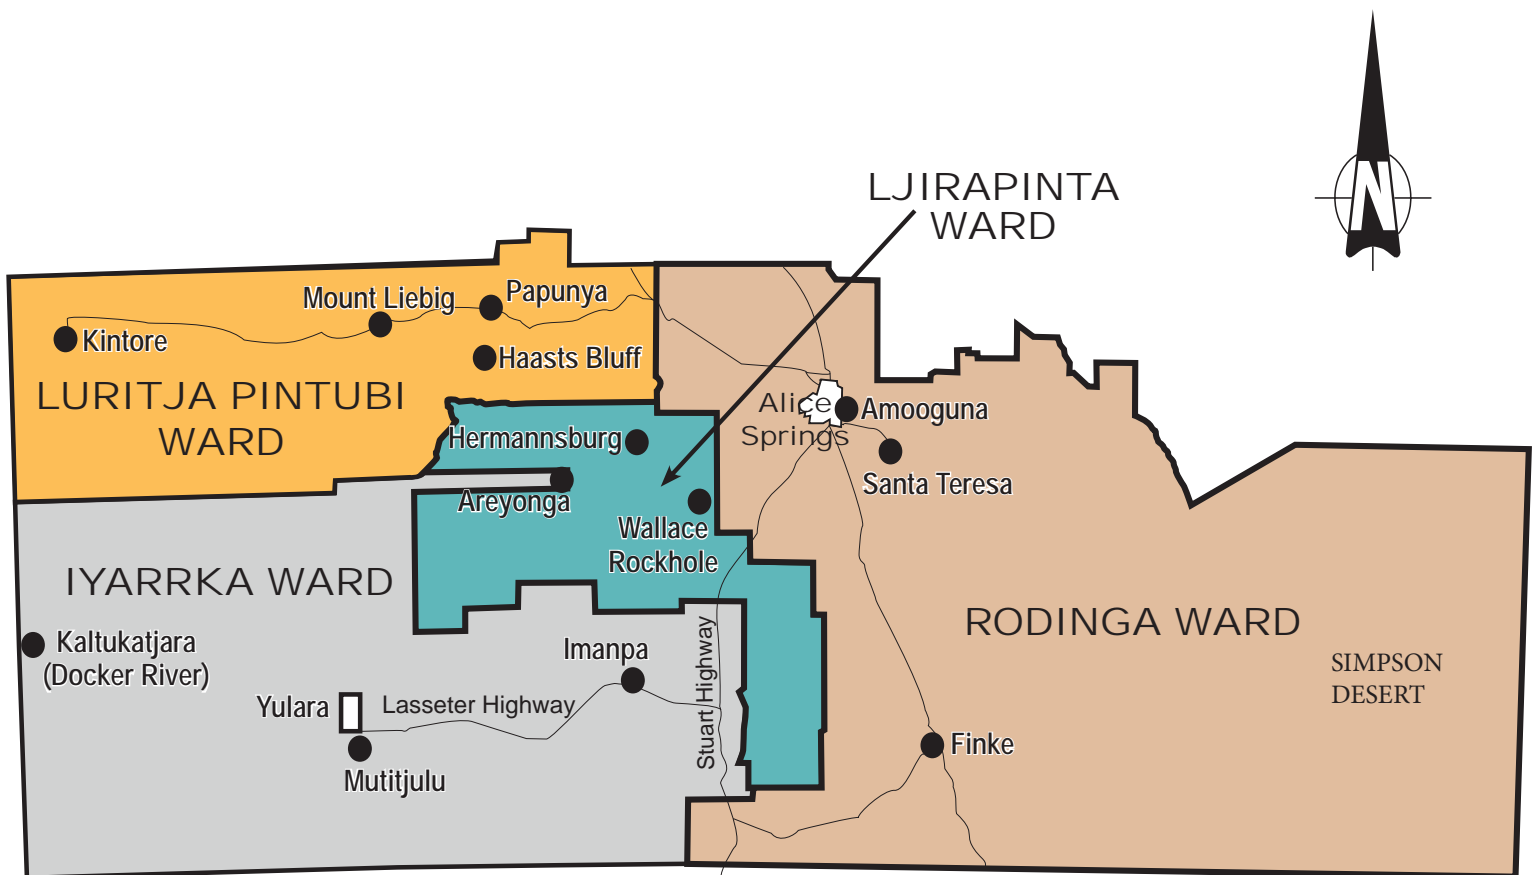 LJIRAPINTA
WARD
N
Mount Liebig
Papunya
Kintore
Haasts Bluff
LURITJA PINTUBI
WARD
Alice
Springs
Amooguna
Hermannsburg
Santa Teresa
Areyonga
Wallace
Rockhole
IYARRKA WARD
RODINGA WARD
Kaltukatjara
(Docker River)
Imanpa
SIMPSON
DESERT
Yulara
Lasseter Highway
Stuart Highway
Finke
Mutitjulu